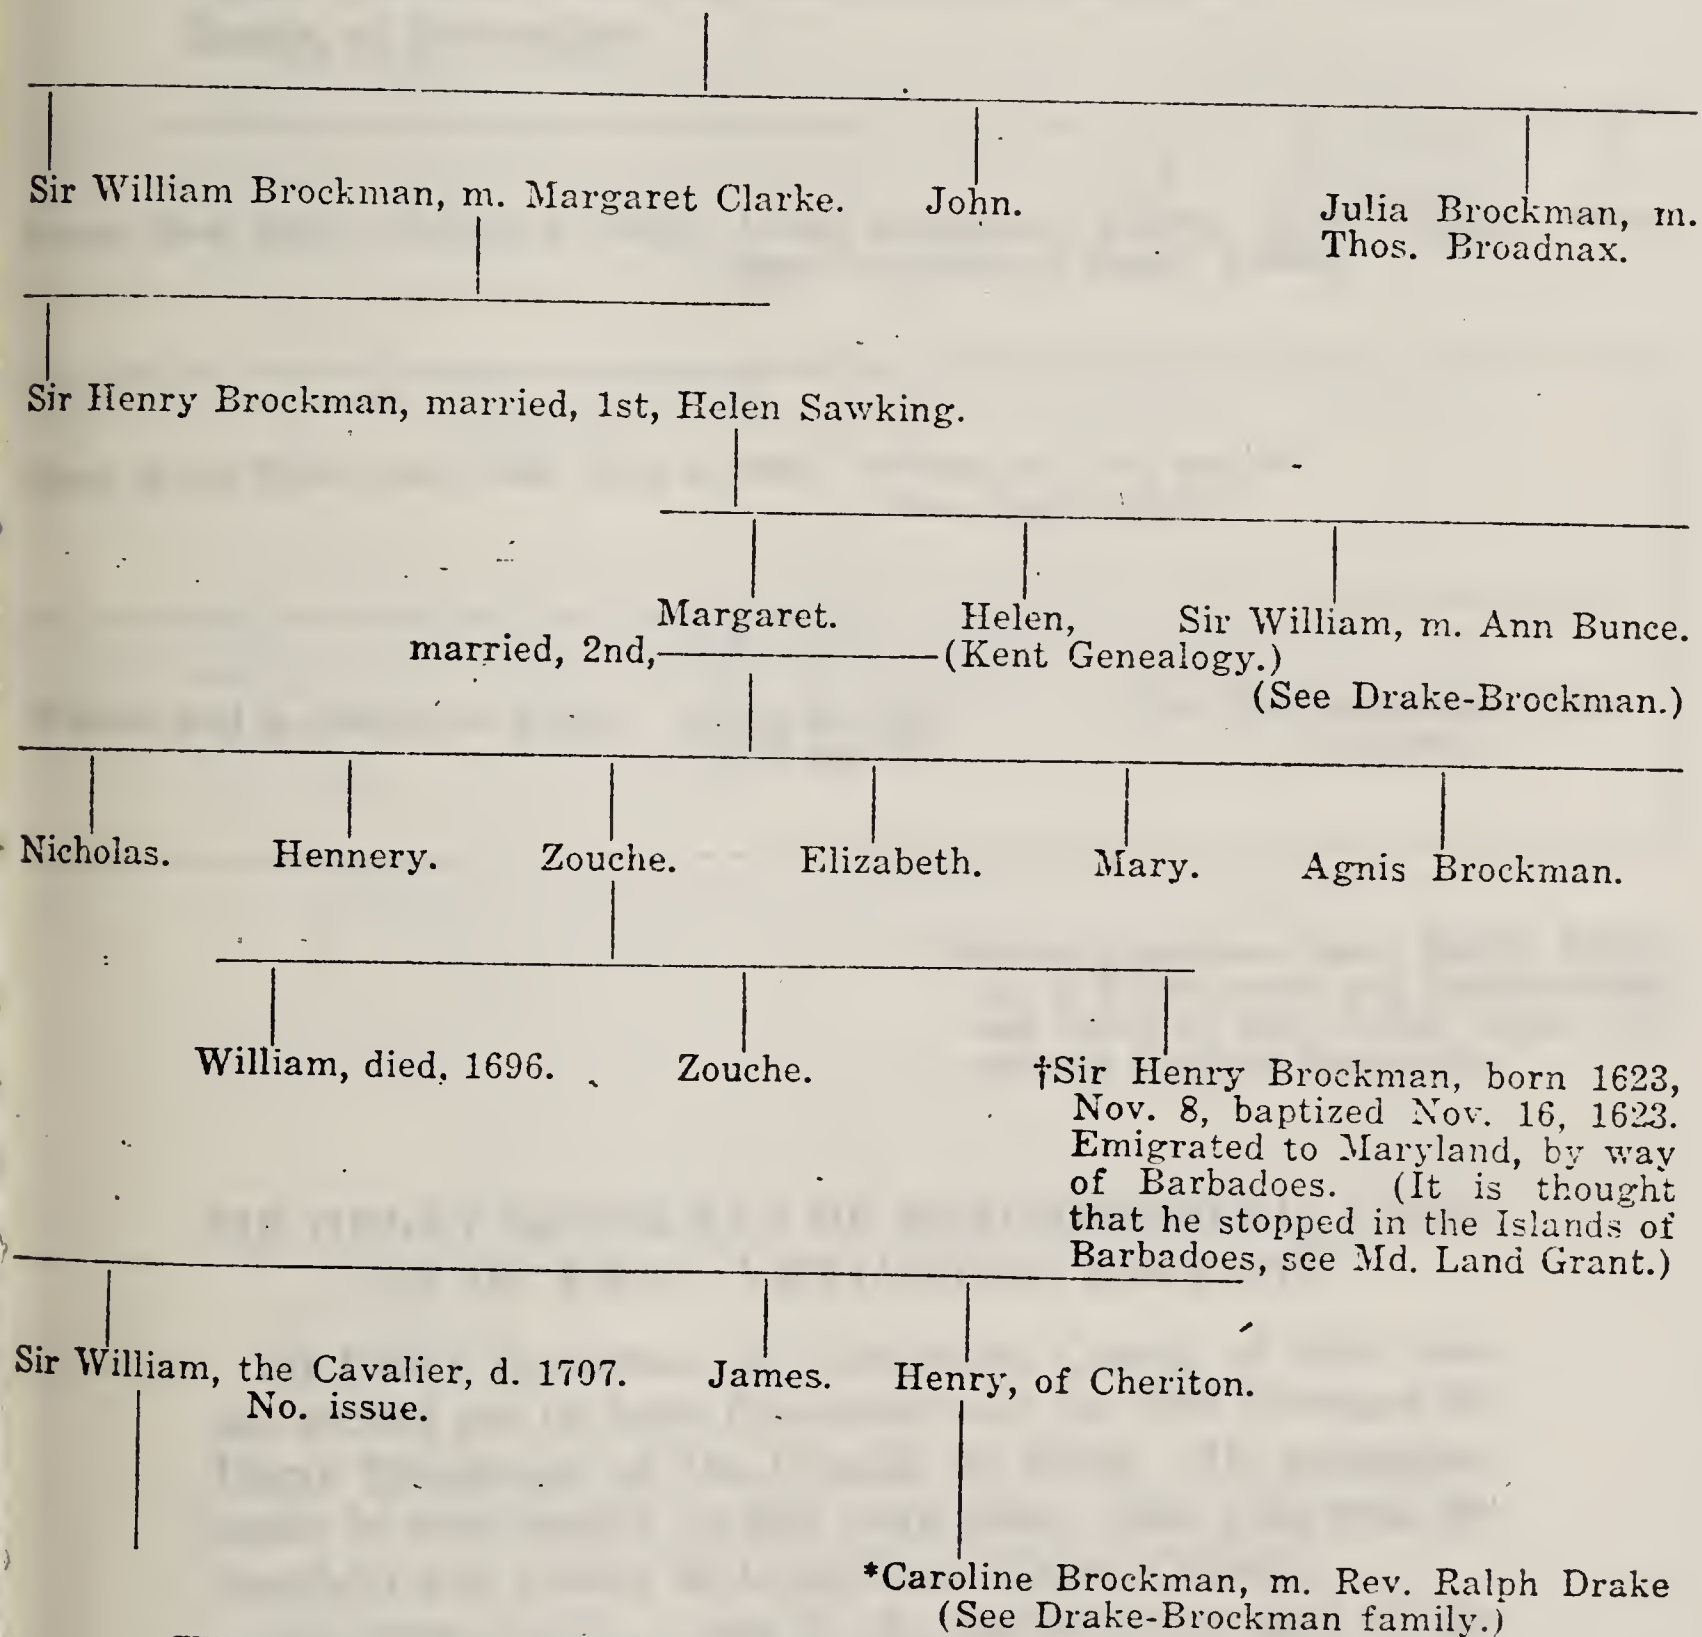 Sir William Brockman, m. Margaret Clarke. John. Julia Brockman, m.
Thos. Broadnax.
Sir Henry Brockman, married, 1st, Helen Sawking.
Margaret. Helen, Sir William, m. Ann Bunce.
married, 2nd, (Kent Genealogy.)
(See Drake-Brockman.)
Nicholas. Hennery. Zouche. Elizabeth. Mary. Agnis Brockman.
William, died, 1696. Zouche. †Sir Henry Brockman, born 1623,
Nov. 8, baptized Nov. 16, 1623.
Emigrated to Maryland, by way
of Barbadoes. (It is thought
that he stopped in the Islands of
Barbadoes, see Md. Land Grant.)
Sir William, the Cavalier, d. 1707. James. Henry, of Cheriton.
No. issue.
*Caroline Brockman, m. Rev. Ralph Drake
(See Drake-Brockman family.)